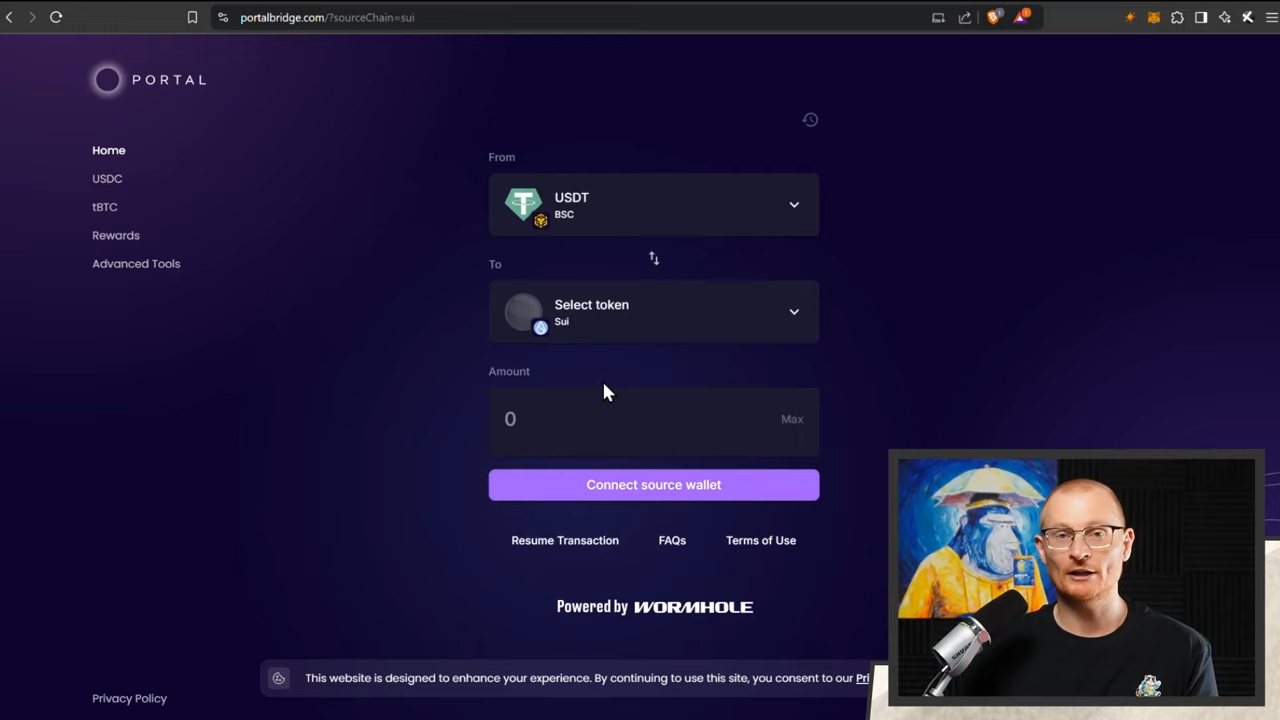 portalbridge.com/?sourceChain=sui
PORTAL
Home
USDC
tBTC
Rewards
Advanced Tools
From
USDT
BSC
To
Select token
Sui
Amount
0
Max
Connect source wallet
Resume Transaction
FAQs
Terms of Use
Powered by WORMHOLE
This website is designed to enhance your experience. By continuing to use this site, you consent to our Pri
Privacy Policy
SHURE